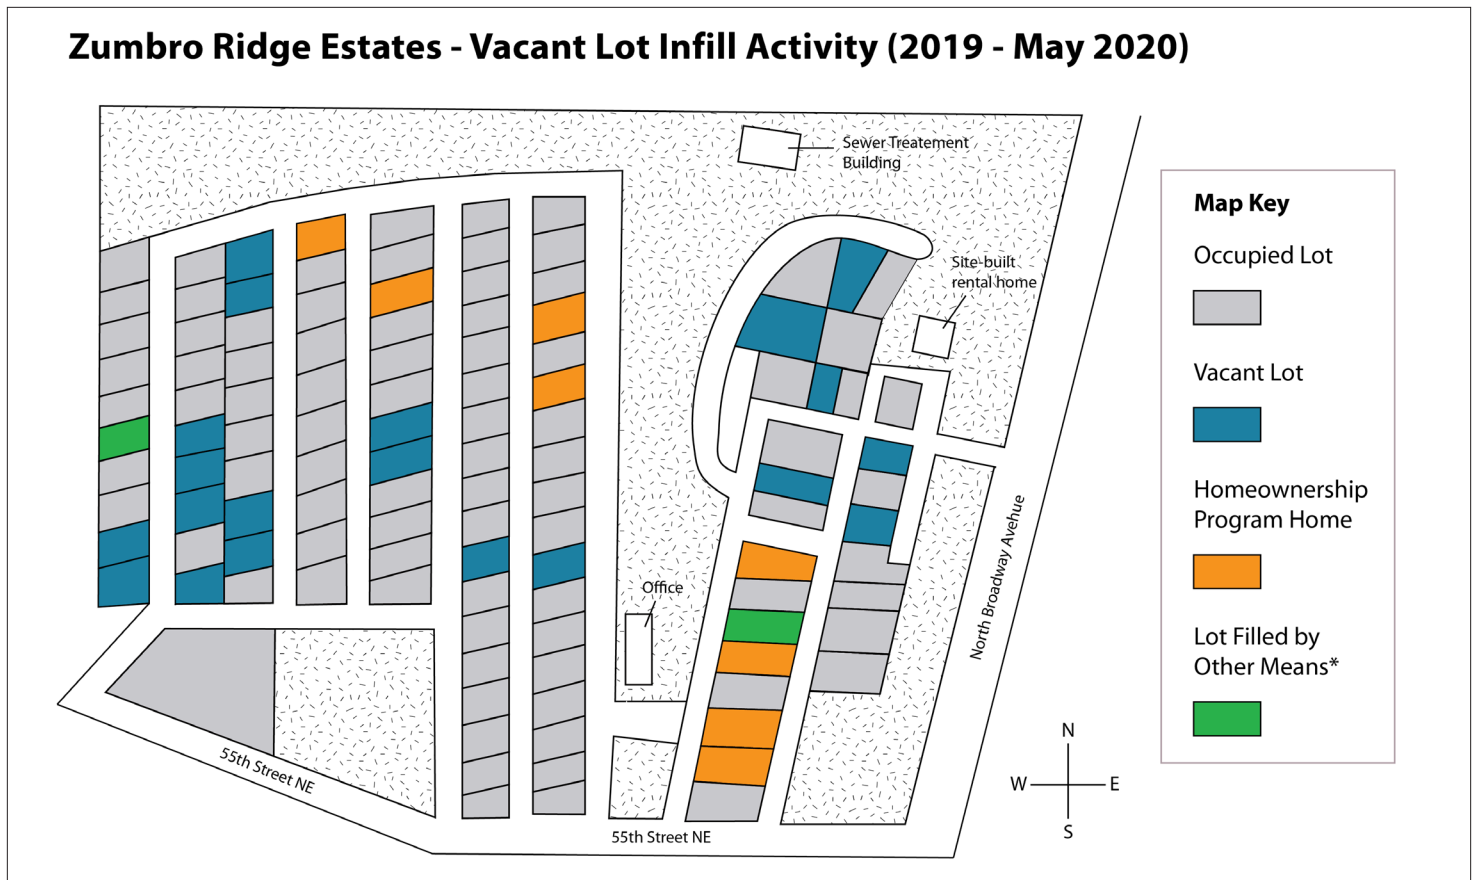 Zumbro Ridge Estates - Vacant Lot Infill Activity (2019 - May 2020)
Sewer Treatement
Building
Site-built
rental home
Office
North Broadway Avehue
55th Street NE
55th Street NE
N
W
E
S
Map Key
Occupied Lot
Vacant Lot
Homeownership
Program Home
Lot Filled by
Other Means*